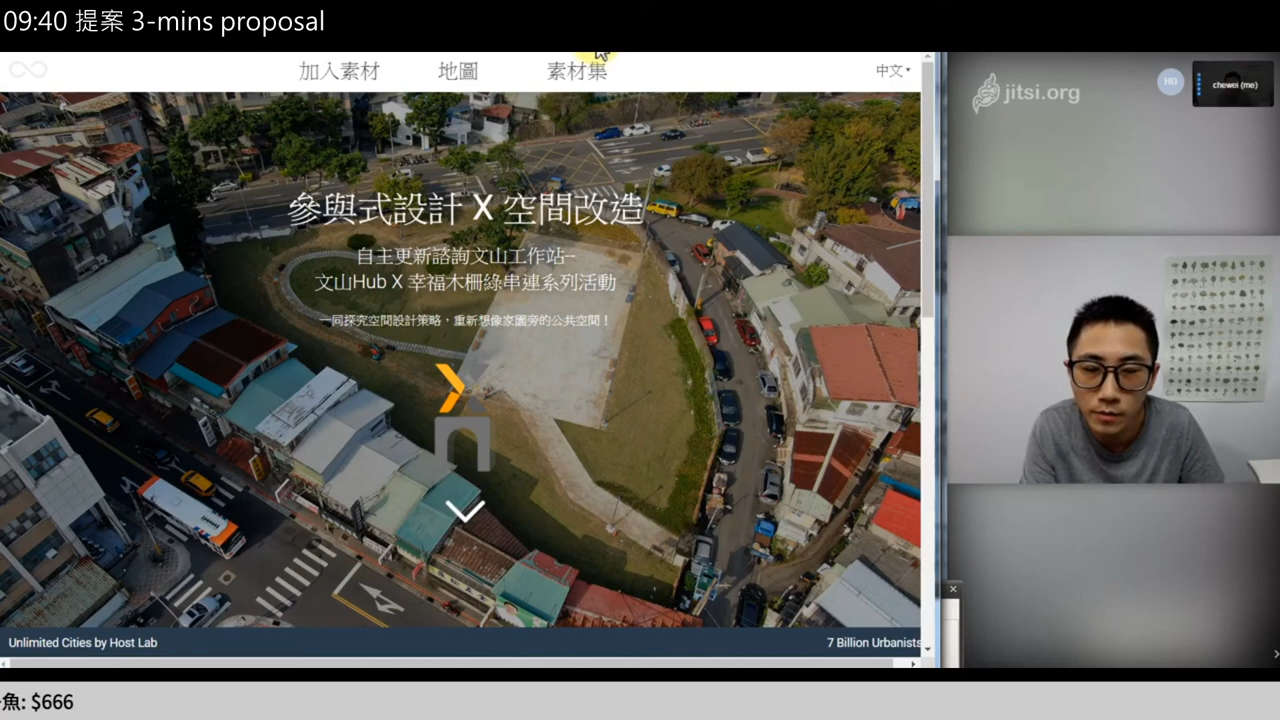 09:40 提案 3-mins proposal
加入素材
地圖
素材集
中文
jitsi.org
HD
chewei (me)
參與式設計 X 空間改造
自主更新諮詢文山工作站--
文山Hub X 幸福木柵綠串連系列活動
一同探究空間設計策略，重新想像家園旁的公共空間！
Unlimited Cities by Host Lab
7 Billion Urbanists
魚: $666